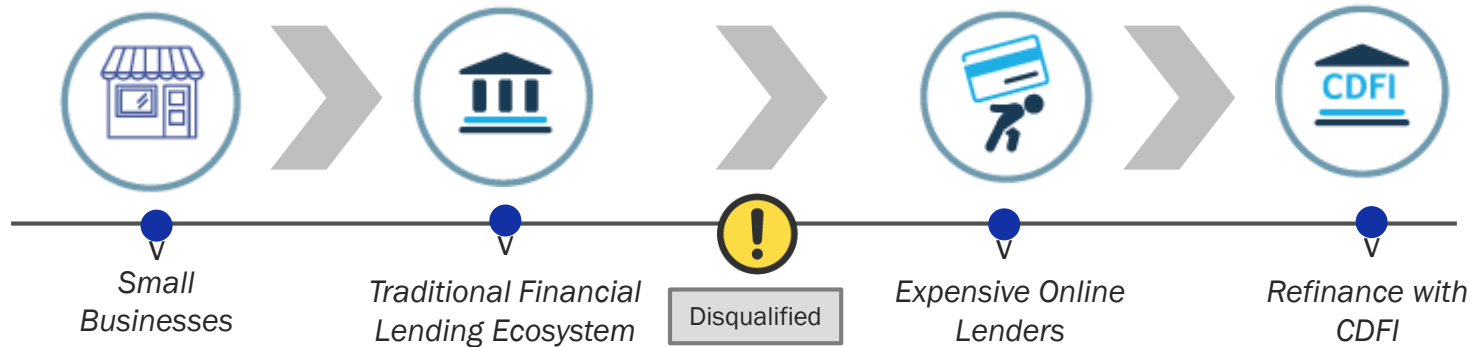 CDFI
Small
Businesses
Traditional Financial
Lending Ecosystem
Disqualified
Expensive Online
Lenders
Refinance with
CDFI